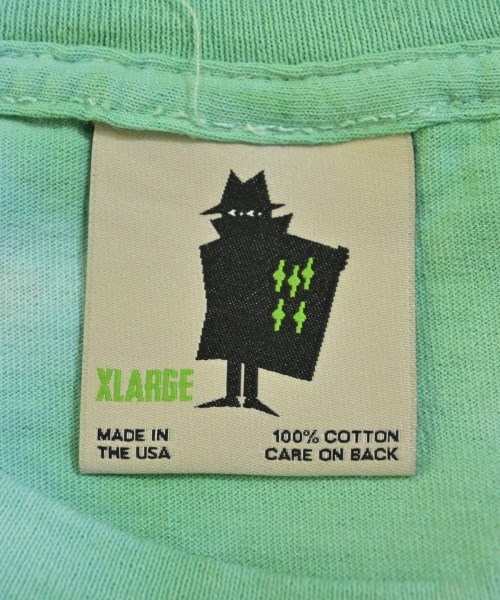 XLARGE
MADE IN
THE USA
100% COTTON
CARE ON BACK